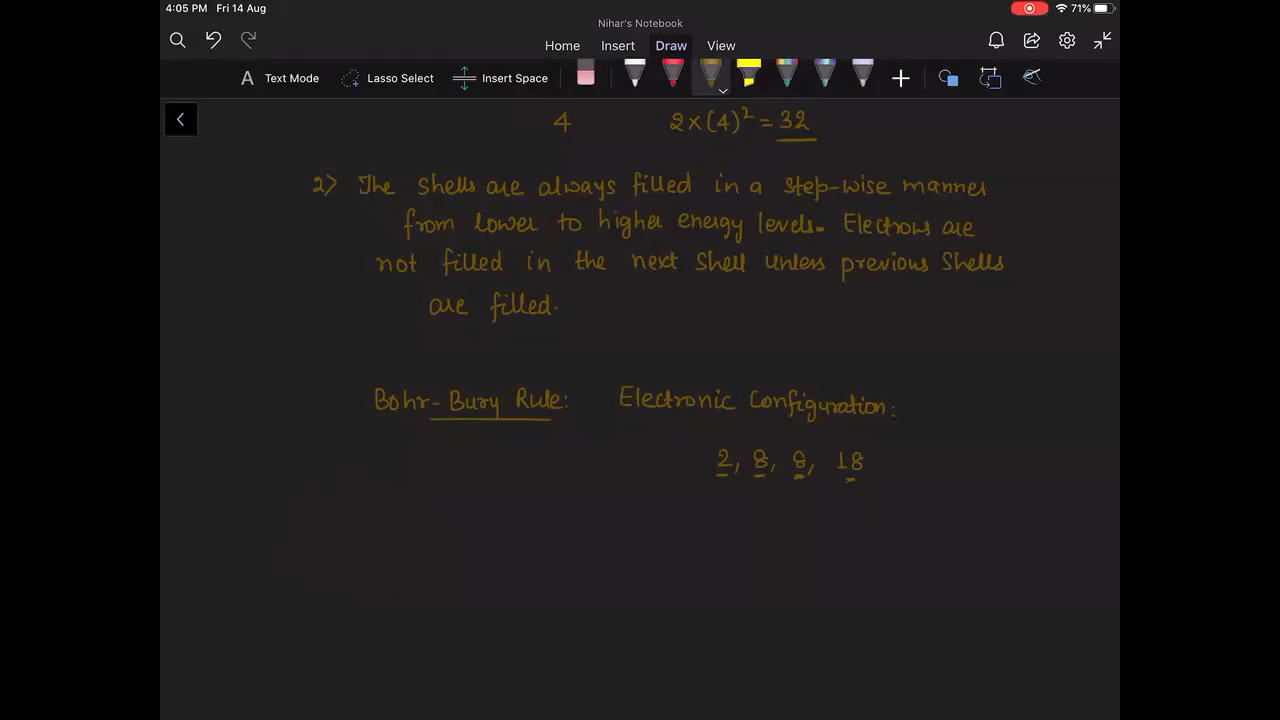 4:05 PM Fri 14 Aug
71%
Nihar's Notebook
Home Insert Draw View
Text Mode Lasso Select Insert Space
4 2×(4)² = 32
2> The Shells are always filled in a step-wise manner
from lower to higher energy levels. Electrons are
not filled in the next Shell unless previous Shells
are filled.
Bohr-Bury Rule: Electronic Configuration:
2, 8, 8, 18